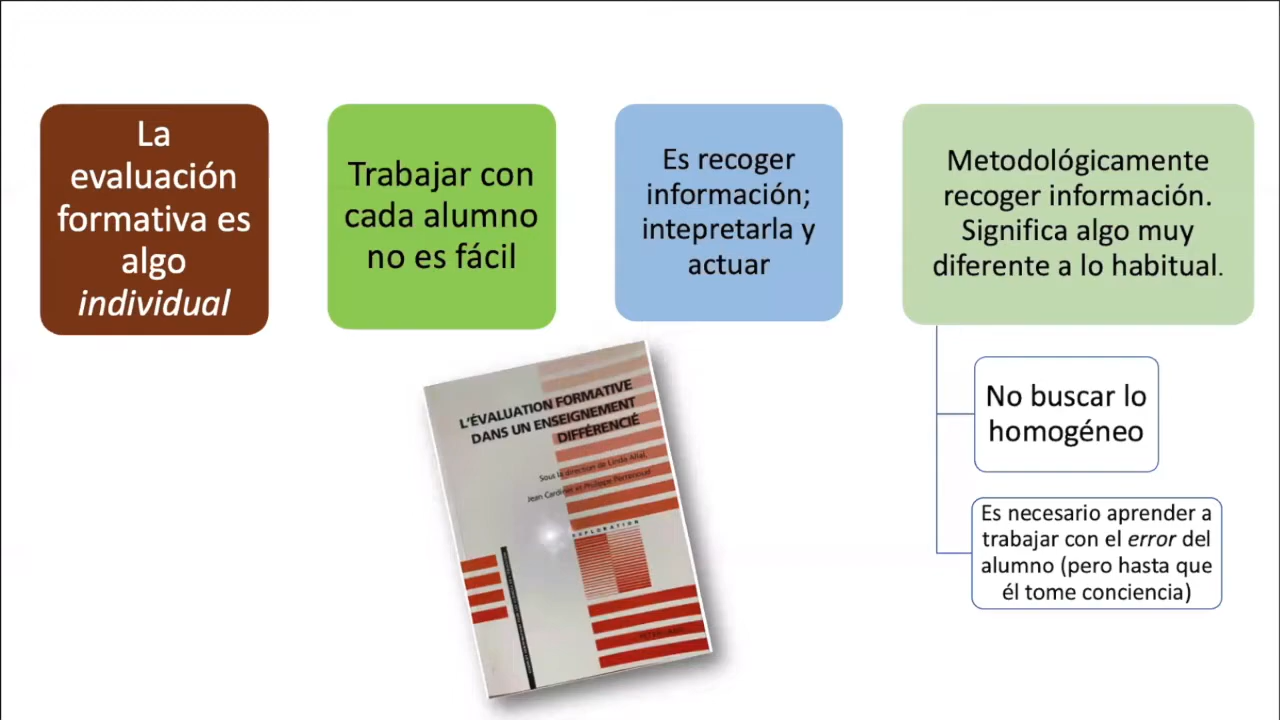 La
evaluación
formativa es
algo
individual
Trabajar con
cada alumno
no es fácil
Es recoger
información;
intepretarla y
actuar
Metodológicamente
recoger información.
Significa algo muy
diferente a lo habitual.
No buscar lo
homogéneo
Es necesario aprender a
trabajar con el error del
alumno (pero hasta que
él tome conciencia)
L'ÉVALUATION FORMATIVE
DANS UN ENSEIGNEMENT
DIFFÉRENCIÉ
Sous la direction de Linda Allal,
Jean Cardinet et Philippe Perrenoud
EXPLORATION